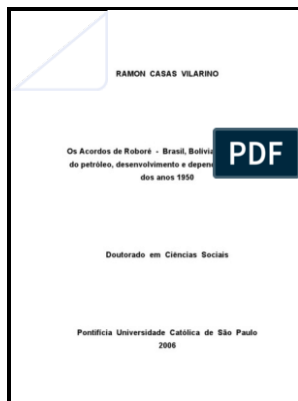 RAMON CASAS VILARINO
Os Acordos de Roboré - Brasil, Bolívia
do petróleo, desenvolvimento e
dos anos 1950
PDF
Doutorado em Ciências Sociais
Pontifícia Universidade Católica de São Paulo
2006